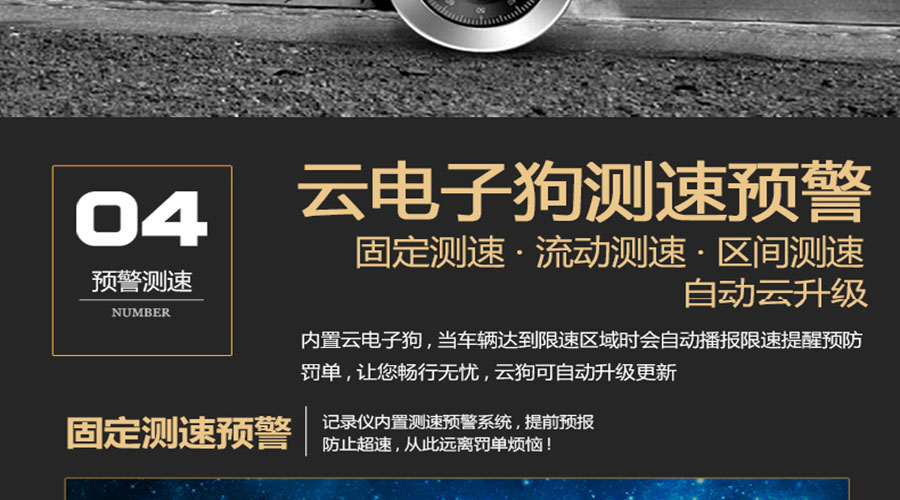 04
预警测速
NUMBER
云电子狗测速预警
固定测速·流动测速·区间测速
自动云升级
内置云电子狗，当车辆达到限速区域时会自动播报限速提醒预防
罚单，让您畅行无忧，云狗可自动升级更新
固定测速预警
记录仪内置测速预警系统，提前预报
防止超速，从此远离罚单烦恼！